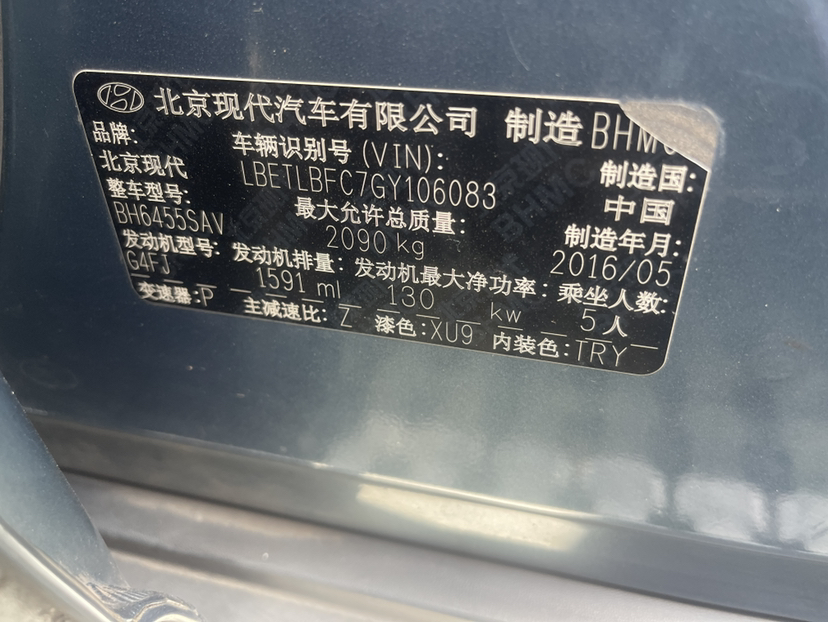 北京现代汽车有限公司 制造 BHMC
品牌: 车辆识别号(VIN): 制造国:
北京现代 LBETLBFC7GY106083 中国
整车型号: 最大允许总质量: 制造年月:
BH6455SAV 2090 kg 2016/05
发动机型号: 发动机排量: 发动机最大净功率: 乘坐人数:
G4FJ 1591 ml 130 kw 5人
变速器: P 主减速比: Z 漆色: XU9 内装色: TRY